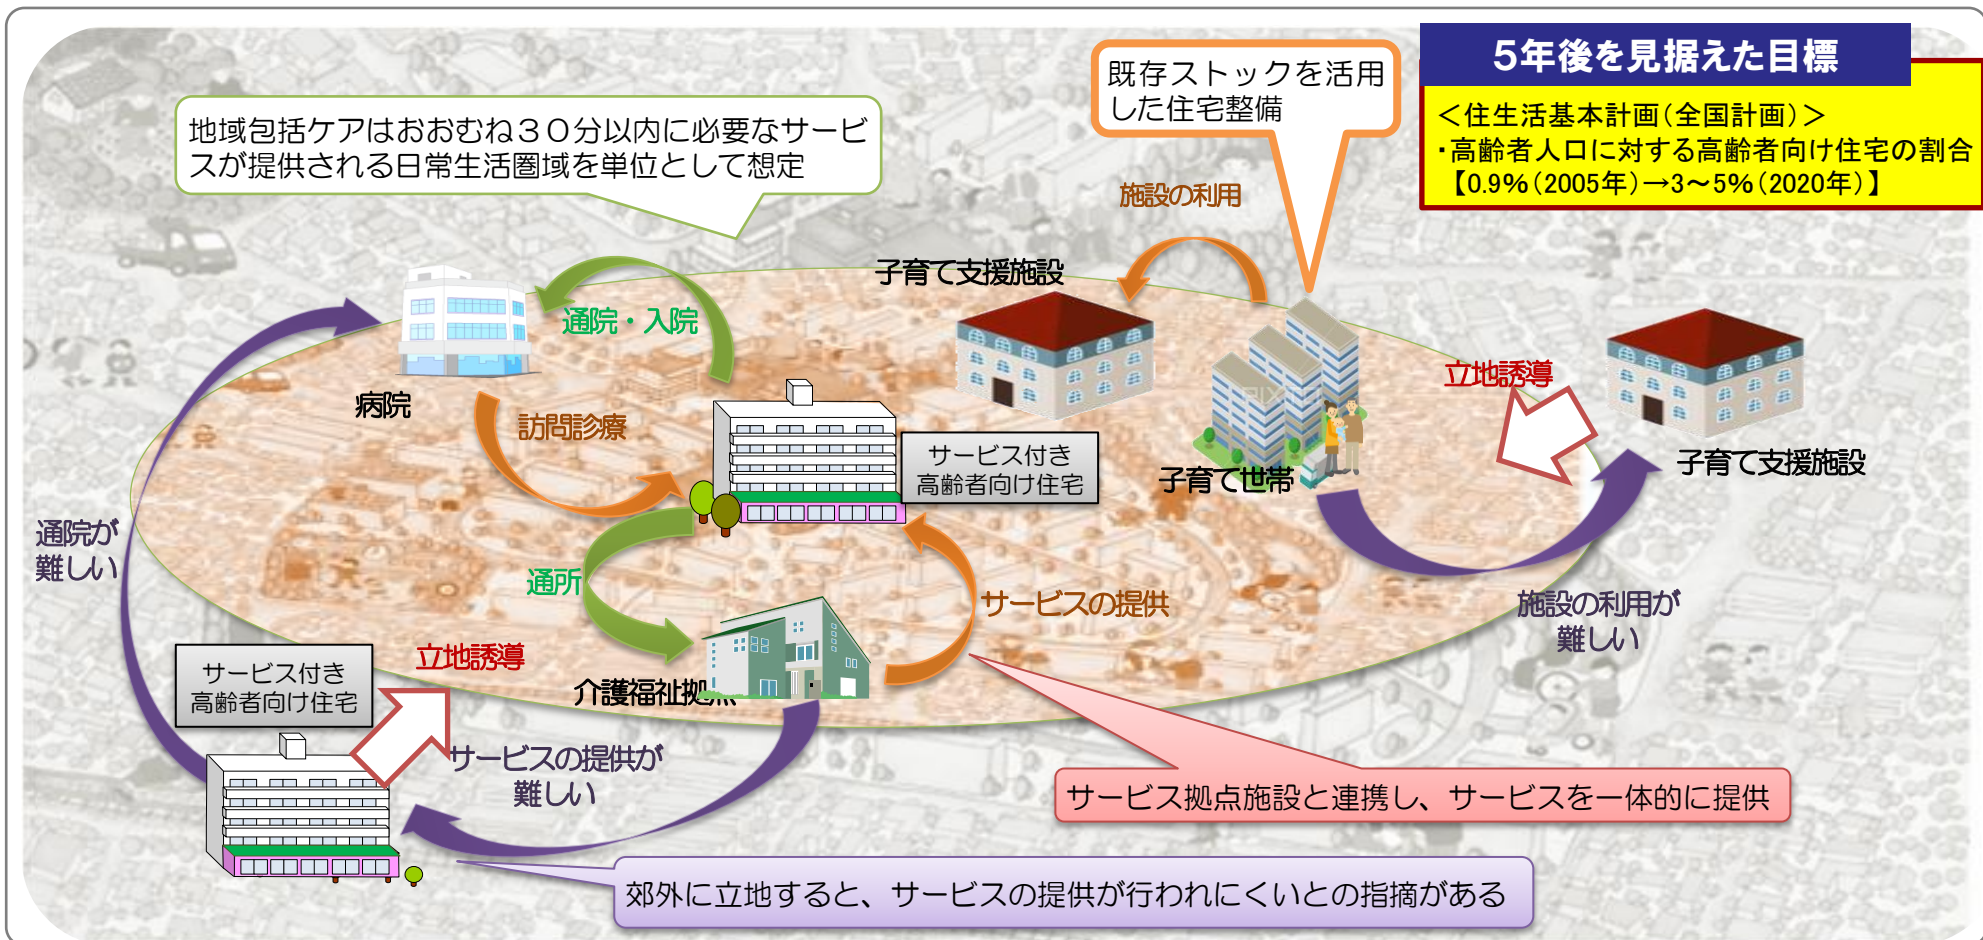 5年後を見据えた目標
＜住生活基本計画（全国計画）＞
・高齢者人口に対する高齢者向け住宅の割合
【0.9％（2005年）→3～5％（2020年）】
既存ストックを活用
した住宅整備
地域包括ケアはおおむね３０分以内に必要なサービ
スが提供される日常生活圏域を単位として想定
施設の利用
子育て支援施設
通院・入院
立地誘導
病院
訪問診療
サービス付き
高齢者向け住宅
子育て世帯
子育て支援施設
通院が
難しい
通所
サービスの提供
施設の利用が
難しい
立地誘導
サービス付き
高齢者向け住宅
介護福祉拠点
サービスの提供が
難しい
サービス拠点施設と連携し、サービスを一体的に提供
郊外に立地すると、サービスの提供が行われにくいとの指摘がある